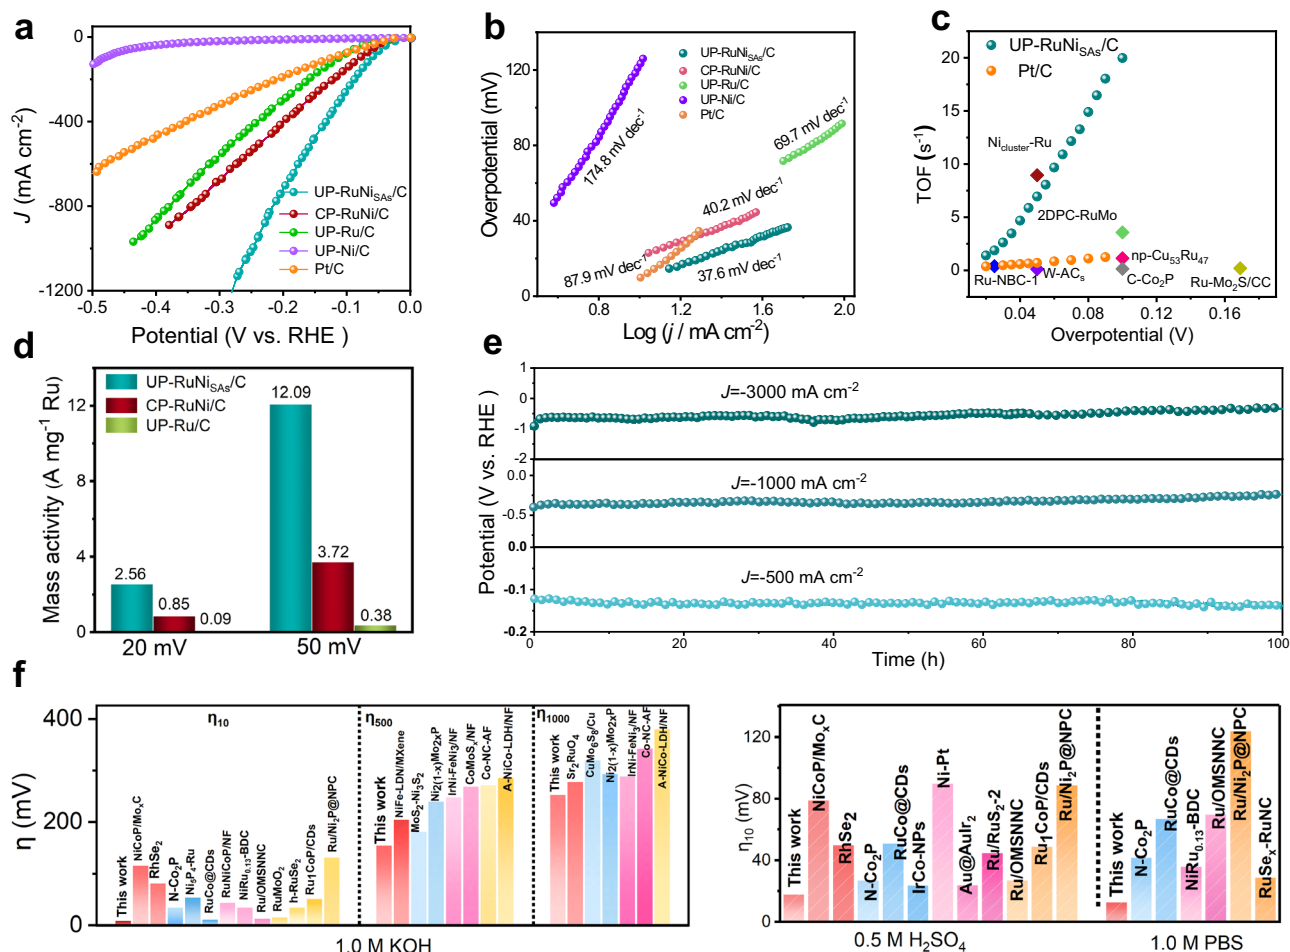 a
0
-400
-800
-1200
-0.5
-0.4
-0.3
-0.2
-0.1
0.0
J (mA cm-2)
Potential (V vs. RHE )
UP-RuNiSAs/C
CP-RuNi/C
UP-Ru/C
UP-Ni/C
Pt/C
b
120
80
40
0
0.8
1.2
1.6
2.0
Overpotential (mV)
Log (j / mA cm-2)
UP-RuNiSAs/C
CP-RuNi/C
UP-Ru/C
UP-Ni/C
Pt/C
174.8 mV dec-1
69.7 mV dec-1
40.2 mV dec-1
87.9 mV dec-1
37.6 mV dec-1
c
20
15
10
5
0
0.04
0.08
0.12
0.16
TOF (s-1)
Overpotential (V)
UP-RuNiSAs/C
Pt/C
Nicluster-Ru
2DPC-RuMo
np-Cu53Ru47
Ru-NBC-1
W-ACs
C-Co2P
Ru-Mo2S/CC
d
12
8
4
0
Mass activity (A mg-1 Ru)
UP-RuNiSAs/C
CP-RuNi/C
UP-Ru/C
12.09
2.56
0.85
0.09
3.72
0.38
20 mV
50 mV
e
1
0
-1
-2
0.0
-0.5
0.0
-0.1
-0.2
Potential (V vs. RHE )
J=-3000 mA cm-2
J=-1000 mA cm-2
J=-500 mA cm-2
0
20
40
60
80
100
Time (h)
f
400
200
0
η (mV)
η10
This work
NiCoP/MoxC
RhSe2
N-Co2P
Ni5P4-Ru
RuCo@CDs
RuNiCoP/NF
NiRu0.13-BDC
Ru/OMSNNC
RuMoO2
h-RuSe2
Ru1CoP/CDs
Ru/Ni2P@NPC
η500
This work
NiFe-LDN/MXene
MoS2-Ni3S2
Ni2(1-x)Mo2xP
IrNi-FeNi3/NF
CoMoSx/NF
Co-NC-AF
A-NiCo-LDH/NF
η1000
This work
Sr2RuO4
CuMo6S8/Cu
Ni2(1-x)Mo2xP
IrNi-FeNi3/NF
Co-NC-AF
A-NiCo-LDH/NF
1.0 M KOH
120
80
40
0
η10 (mV)
This work
NiCoP/MoxC
RhSe2
N-Co2P
RuCo@CDs
IrCo-NPs
Ni-Pt
Au@AuIr2
Ru/RuS2-2
Ru/OMSNNC
Ru1CoP/CDs
Ru/Ni2P@NPC
0.5 M H2SO4
This work
N-Co2P
RuCo@CDs
NiRu0.13-BDC
Ru/OMSNNC
Ru/Ni2P@NPC
RuSex-RuNC
1.0 M PBS